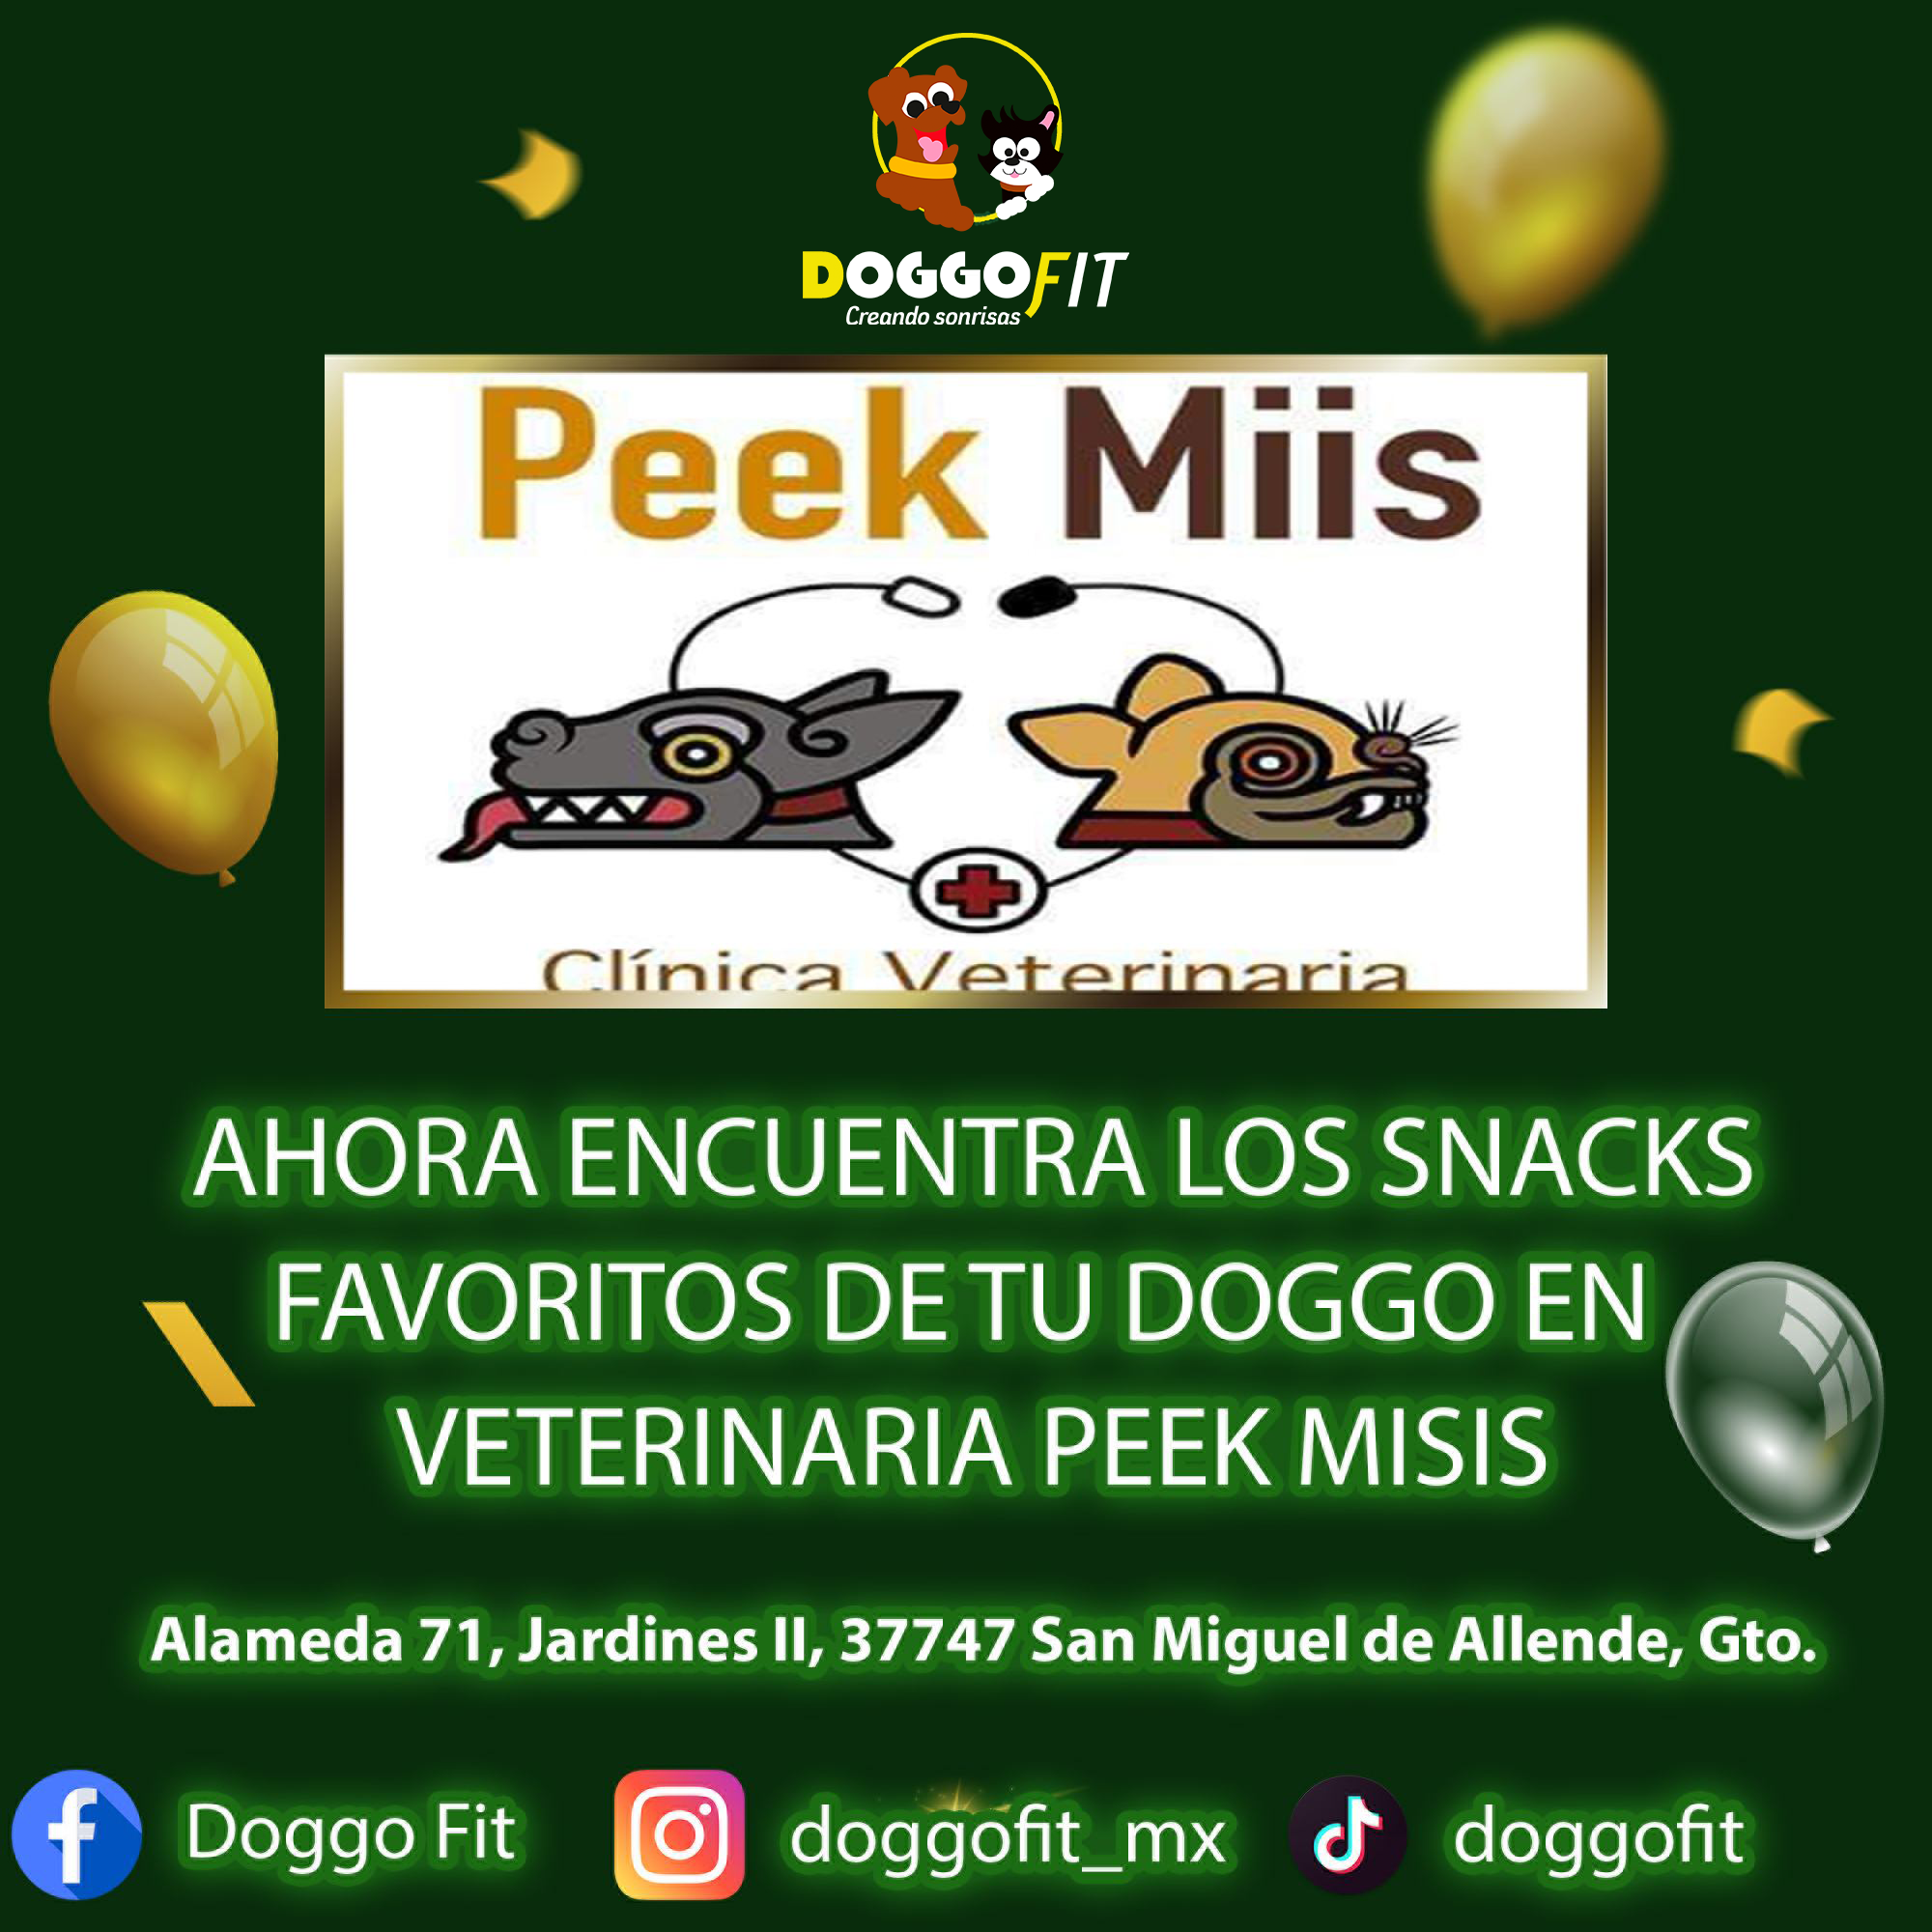 DOGGOFIT
Creando sonrisas
Peek Miis
Clínica Veterinaria
AHORA ENCUENTRA LOS SNACKS
FAVORITOS DE TU DOGGO EN
VETERINARIA PEEK MISIS
Alameda 71, Jardines II, 37747 San Miguel de Allende, Gto.
Doggo Fit doggofit_mx doggofit